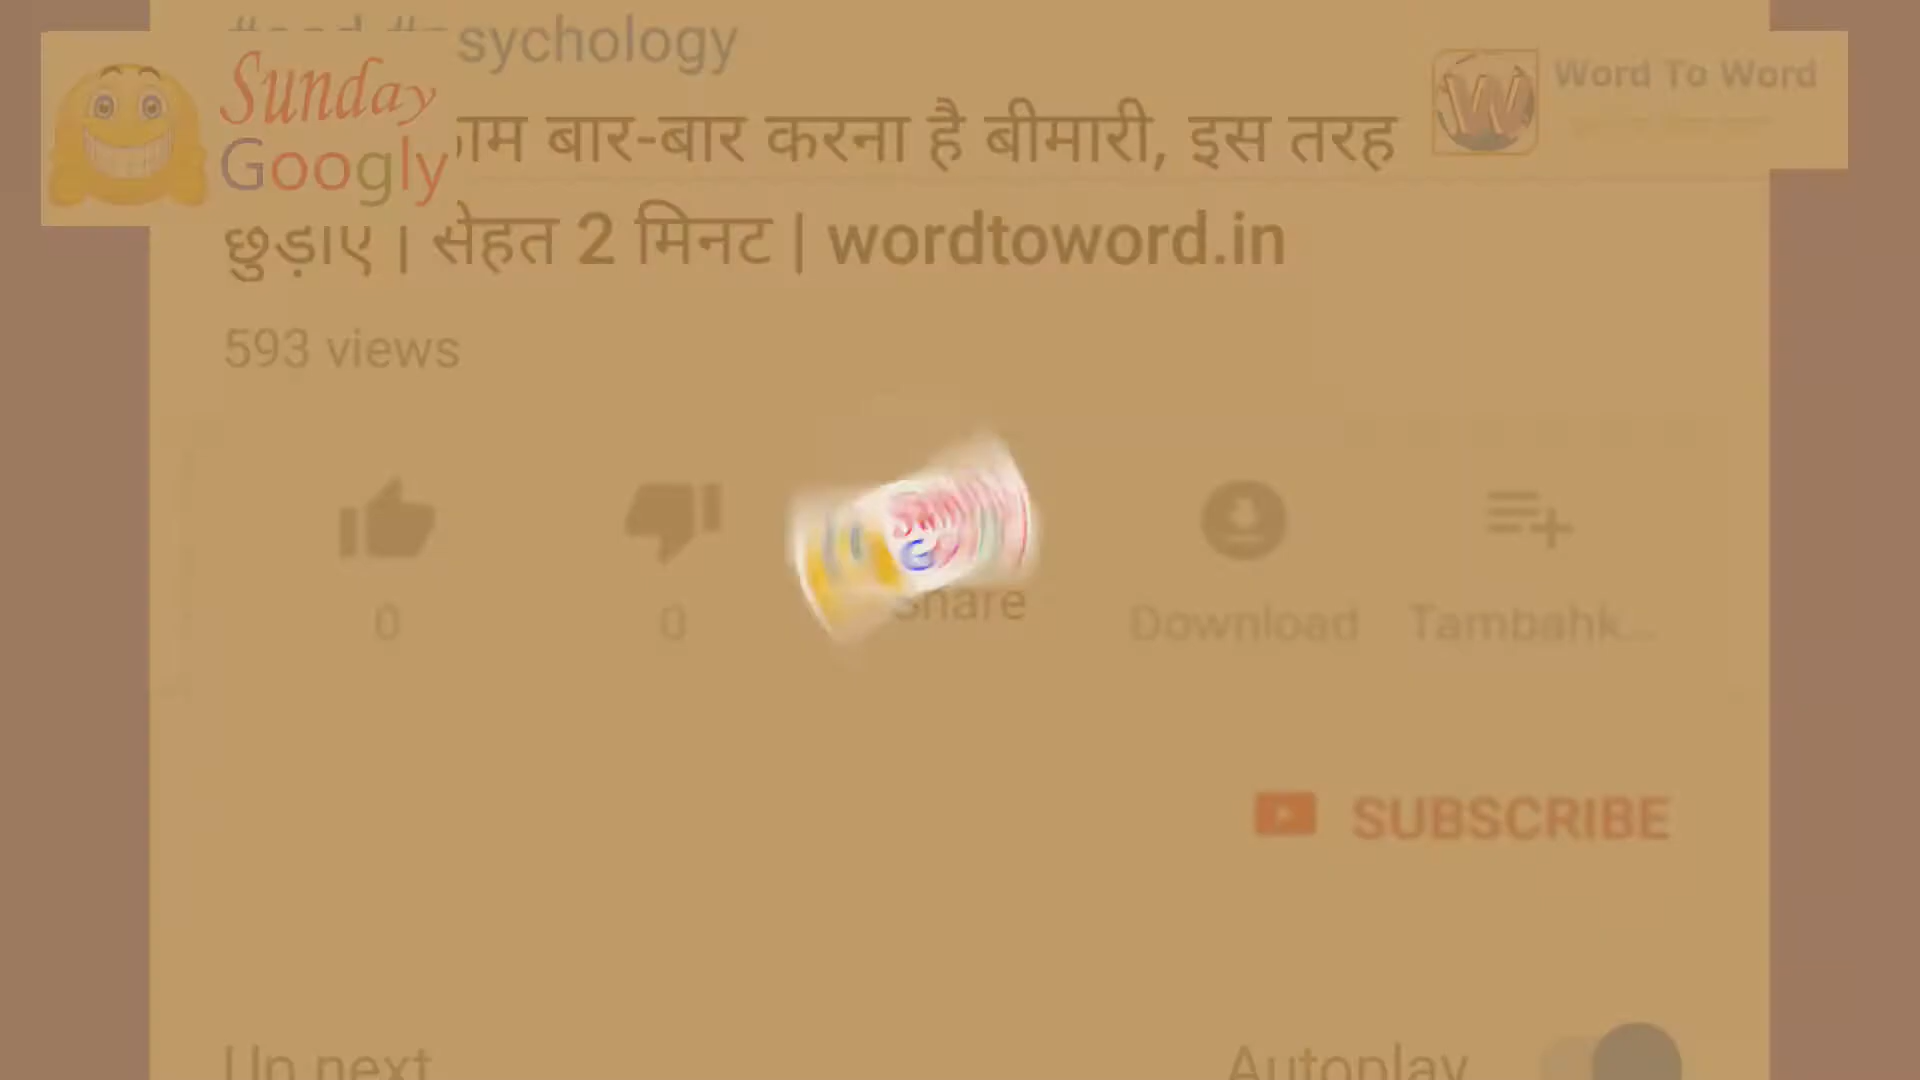 sychology
Sunday
Googly
Word To Word
बार-बार करना है बीमारी, इस तरह
छुड़ाए | सेहत 2 मिनट | wordtoword.in
593 views
0
0
Share
Download
Tambahk...
SUBSCRIBE
Up next
Autoplay